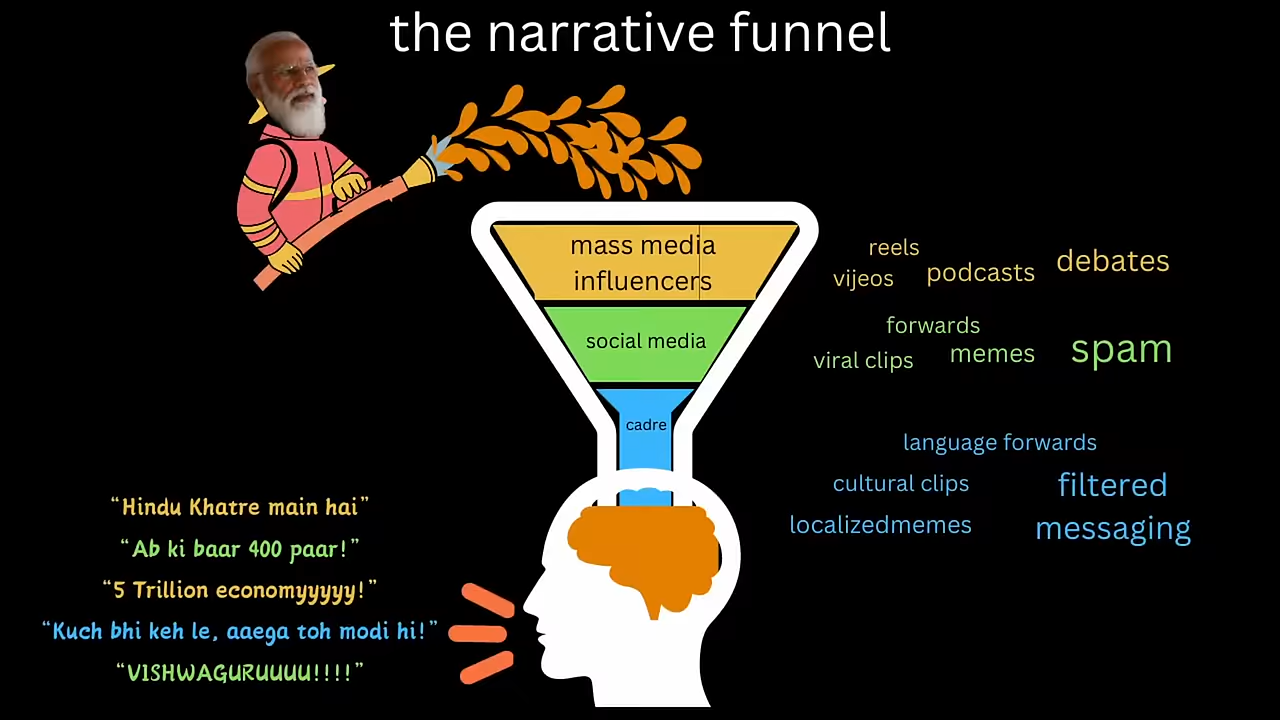 the narrative funnel
mass media
influencers
social media
cadre
reels
vijeos
podcasts
debates
forwards
viral clips
memes
spam
language forwards
cultural clips
filtered
localizedmemes
messaging
“Hindu Khatre main hai”
“Ab ki baar 400 paar!”
“5 Trillion economyyyyy!”
“Kuch bhi keh le, aaega toh modi hi!”
“VISHWAGURUUUU!!!!”